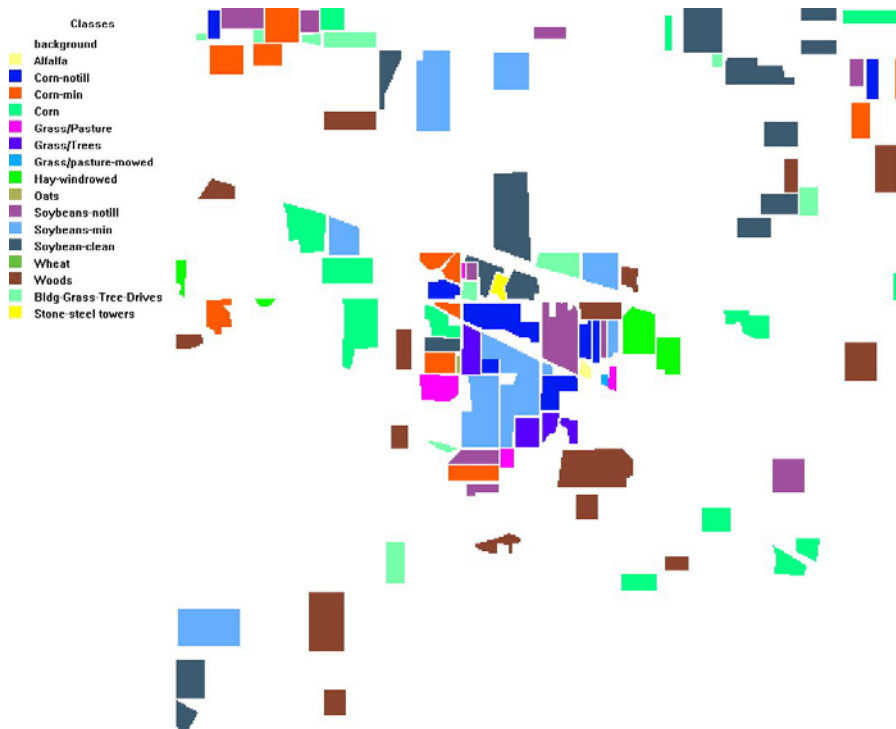 Classes
background
Alfalfa
Corn-notill
Corn-min
Corn
Grass/Pasture
Grass/Trees
Grass/pasture-mowed
Hay-windrowed
Oats
Soybeans-notill
Soybeans-min
Soybean-clean
Wheat
Woods
Bldg-Grass-Tree-Drives
Stone-steel towers